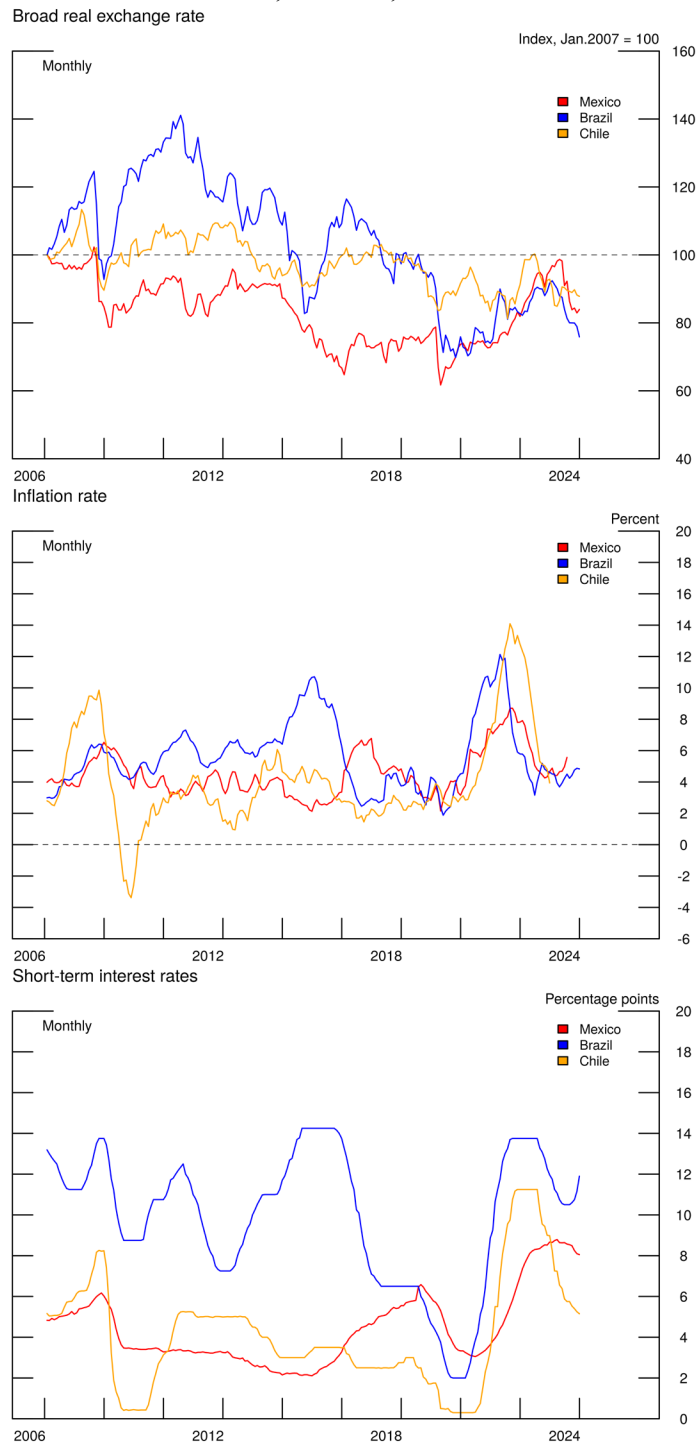 Broad real exchange rate
Index, Jan.2007 = 100
Monthly
Mexico
Brazil
Chile
160
140
120
100
80
60
40
2006 2012 2018 2024
Inflation rate
Percent
Monthly
Mexico
Brazil
Chile
20
18
16
14
12
10
8
6
4
2
0
-2
-4
-6
2006 2012 2018 2024
Short-term interest rates
Percentage points
Monthly
Mexico
Brazil
Chile
20
18
16
14
12
10
8
6
4
2
0
2006 2012 2018 2024